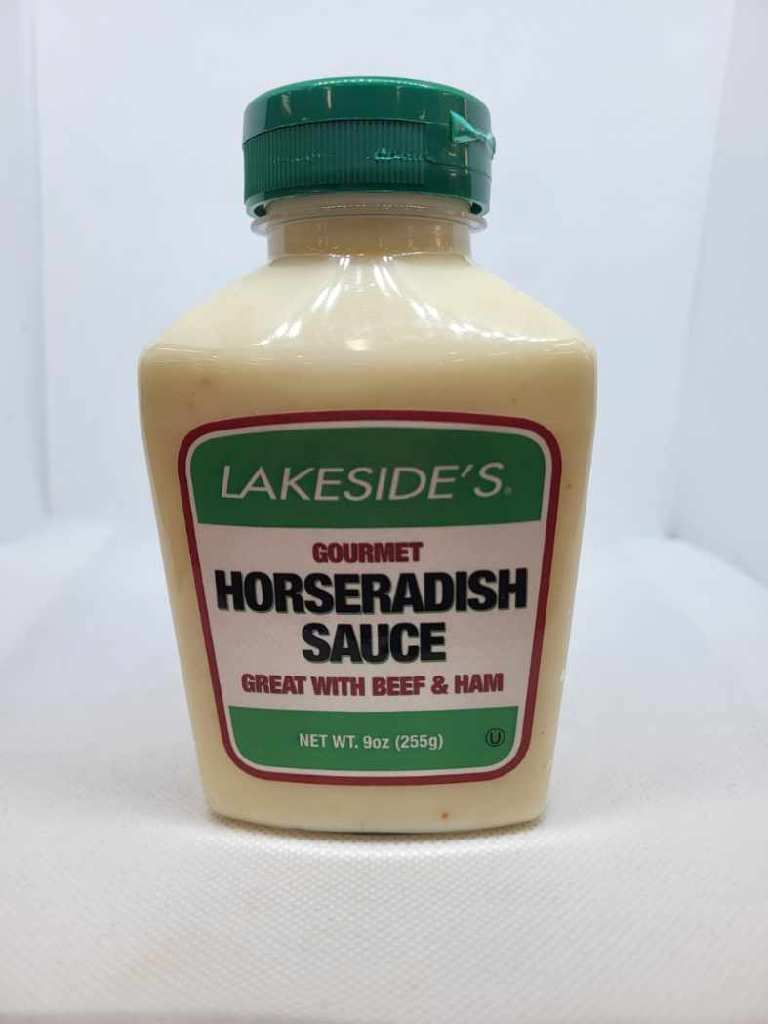 LAKESIDE'S®
GOURMET
HORSERADISH
SAUCE
GREAT WITH BEEF & HAM
NET WT. 9oz (255g)
U